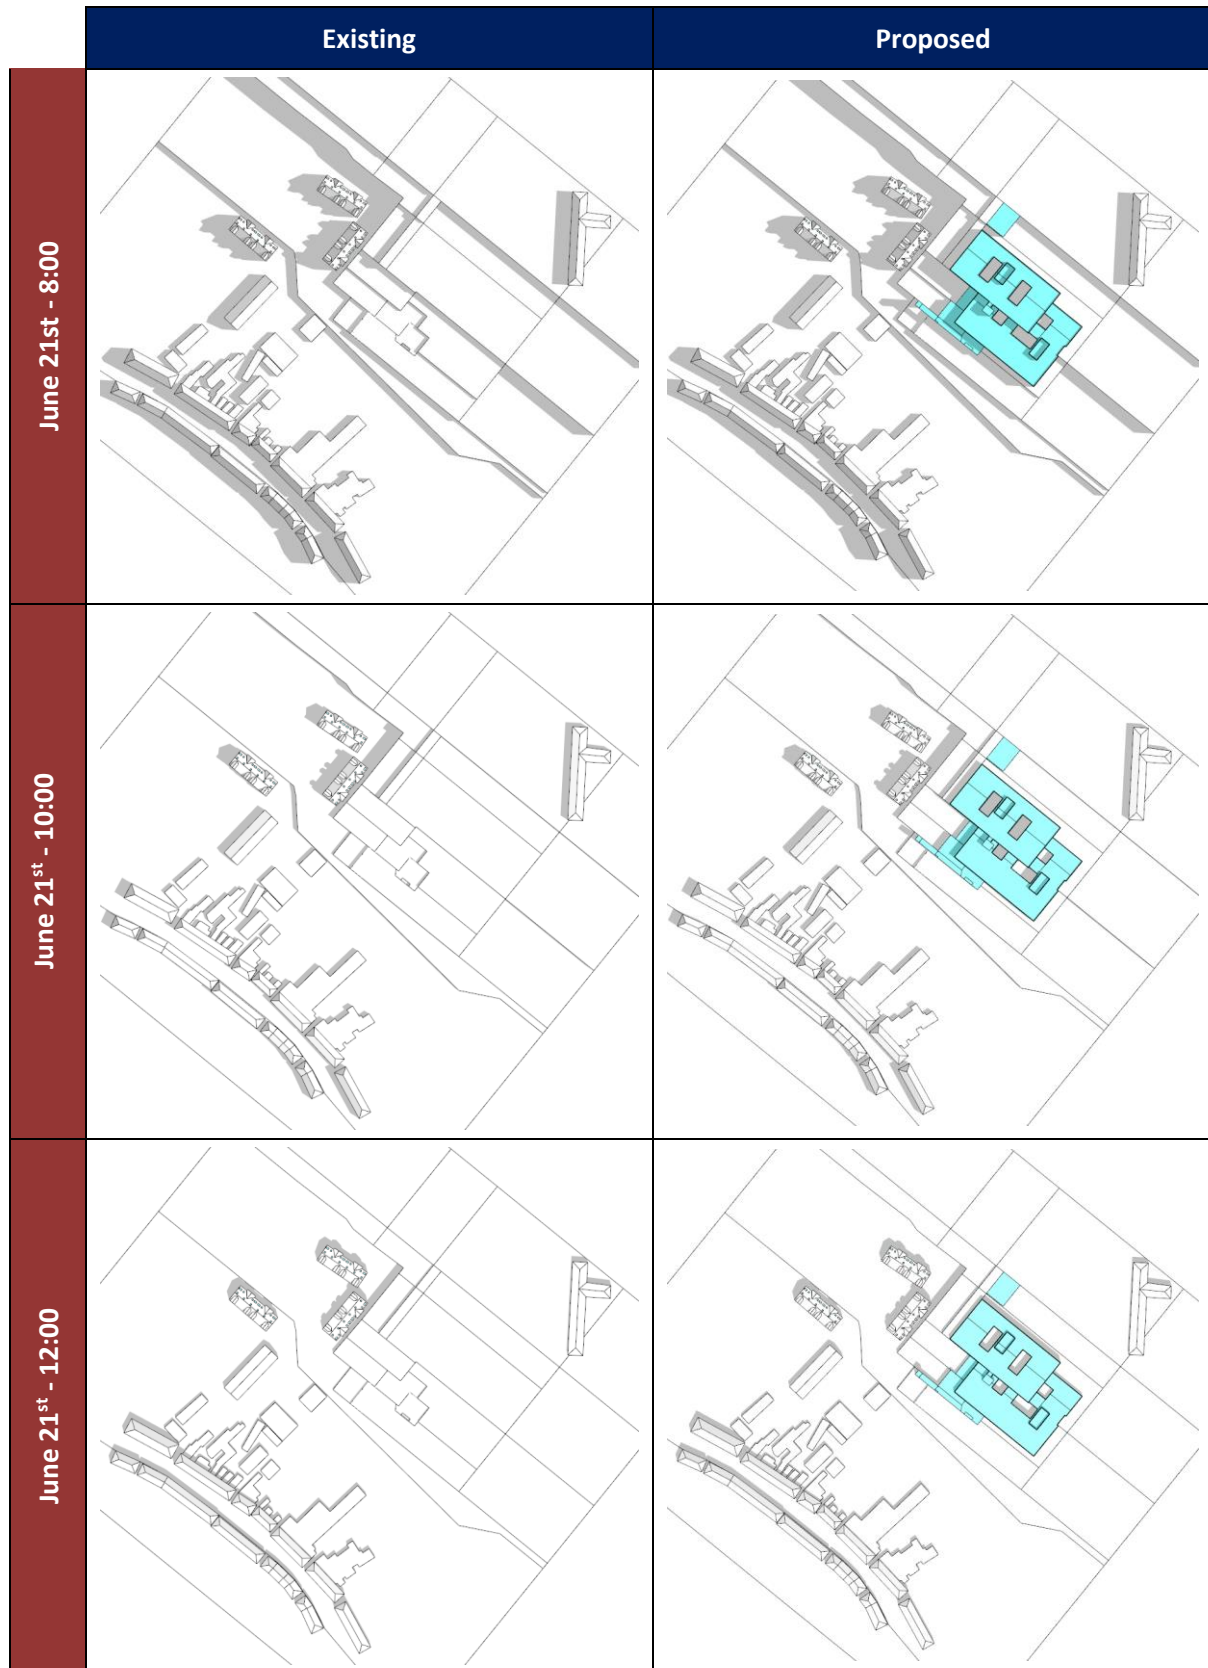 Existing
Proposed
June 21st - 8:00
June 21st - 10:00
June 21st - 12:00